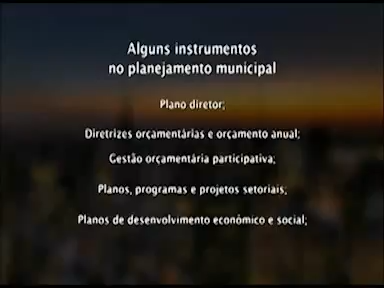 Alguns instrumentos
no planejamento municipal
Plano diretor;
Diretrizes orçamentárias e orçamento anual;
Gestão orçamentária participativa;
Planos, programas e projetos setoriais;
Planos de desenvolvimento econômico e social;